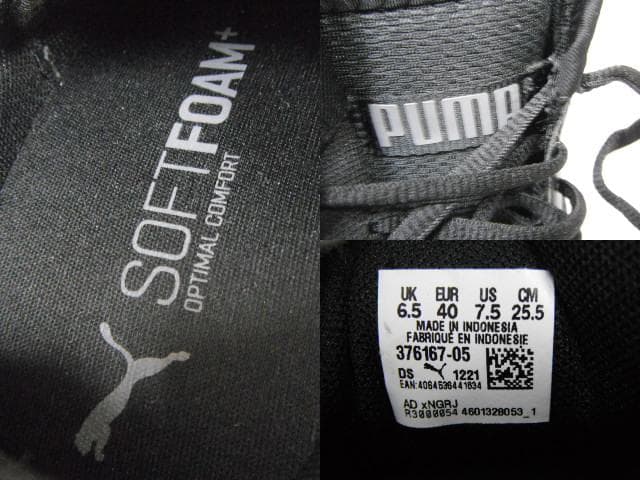 SOFTFOAM+
OPTIMAL COMFORT
PUMA
UK EUR US CM
6.5 40 7.5 25.5
MADE IN INDONESIA
FABRIQUÉ EN INDONESIE
376167-05
DS 1221
EAN:4064536441634
AD xNGRJ
R3000054 4601328053_1